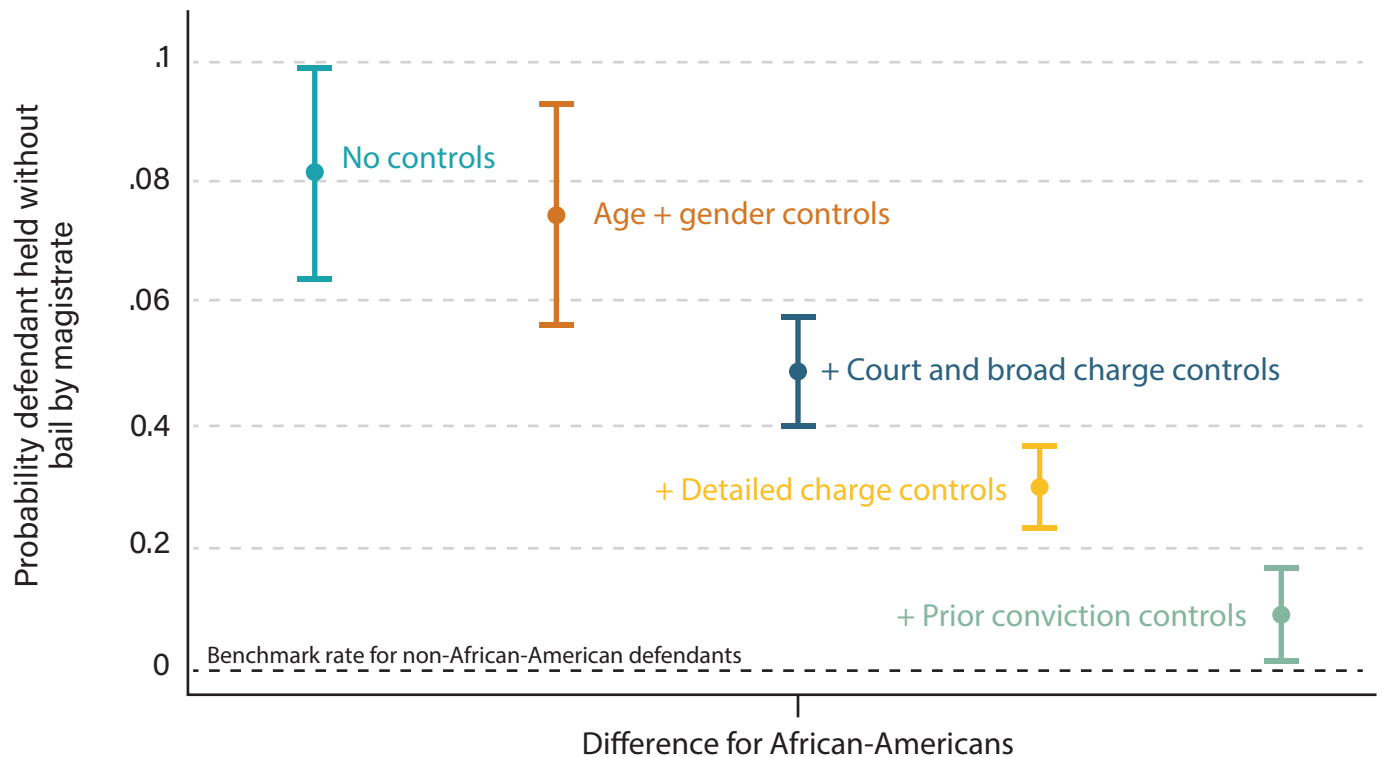 Probability defendant held without
bail by magistrate
.1
.08
.06
0.4
0.2
0
No controls
Age + gender controls
+ Court and broad charge controls
+ Detailed charge controls
+ Prior conviction controls
Benchmark rate for non-African-American defendants
Difference for African-Americans